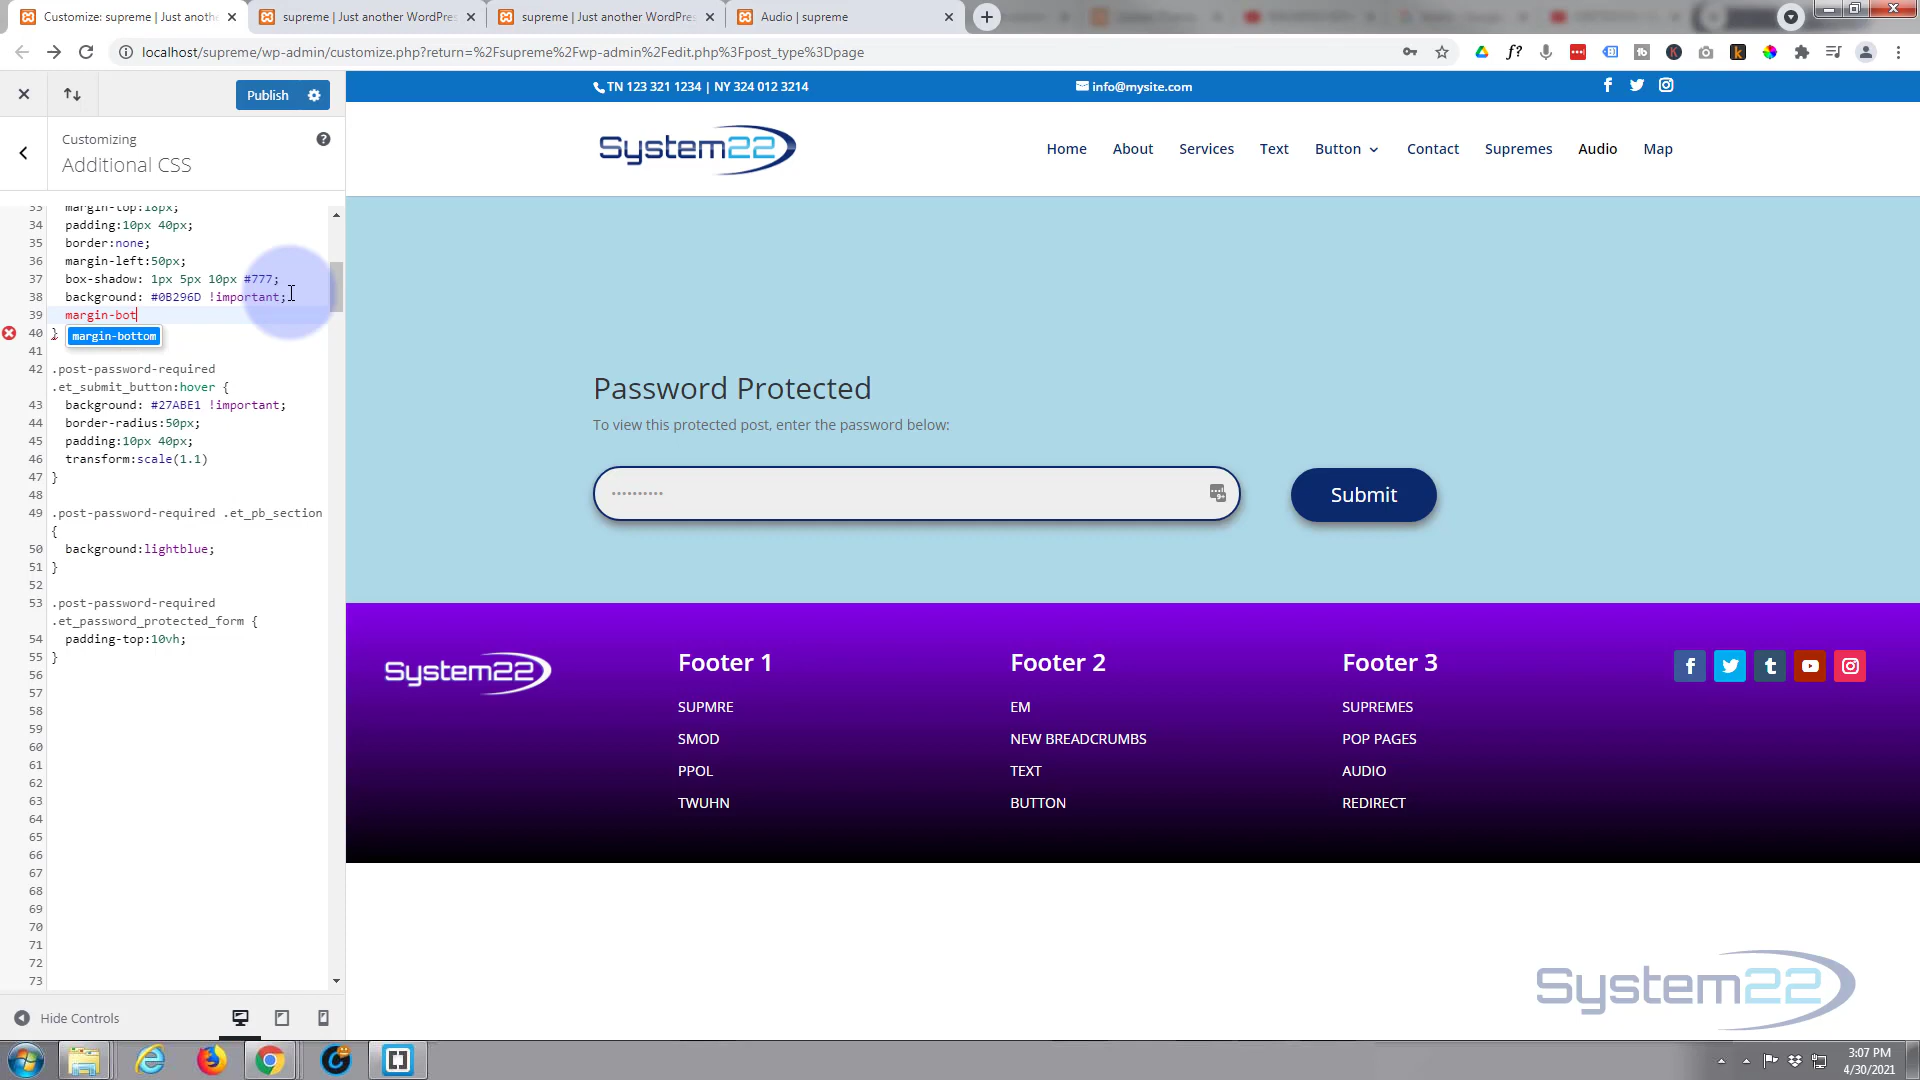 Customize: supreme | Just anoth
supreme | Just another WordPres
supreme | Just another WordPres
Audio | supreme
localhost/supreme/wp-admin/customize.php?return=%2Fsupreme%2Fwp-admin%2Fedit.php%3Fpost_type%3Dpage
Publish
Customizing
Additional CSS
33 margin-top:18px;
34 padding:10px 40px;
35 border:none;
36 margin-left:50px;
37 box-shadow: 1px 5px 10px #777;
38 background: #0B296D !important;
39 margin-bot
40 }
margin-bottom
41
42 .post-password-required
.et_submit_button:hover {
43 background: #27ABE1 !important;
44 border-radius:50px;
45 padding:10px 40px;
46 transform:scale(1.1)
47 }
48
49 .post-password-required .et_pb_section
{
50 background:lightblue;
51 }
52
53 .post-password-required
.et_password_protected_form {
54 padding-top:10vh;
55 }
56
57
58
59
60
61
62
63
64
65
66
67
68
69
70
71
72
73
Hide Controls
TN 123 321 1234 | NY 324 012 3214
info@mysite.com
System22
Home About Services Text Button Contact Supremes Audio Map
Password Protected
To view this protected post, enter the password below:
Submit
System22
Footer 1
SUPMRE
SMOD
PPOL
TWUHN
Footer 2
EM
NEW BREADCRUMBS
TEXT
BUTTON
Footer 3
SUPREMES
POP PAGES
AUDIO
REDIRECT
System22
3:07 PM
4/30/2021